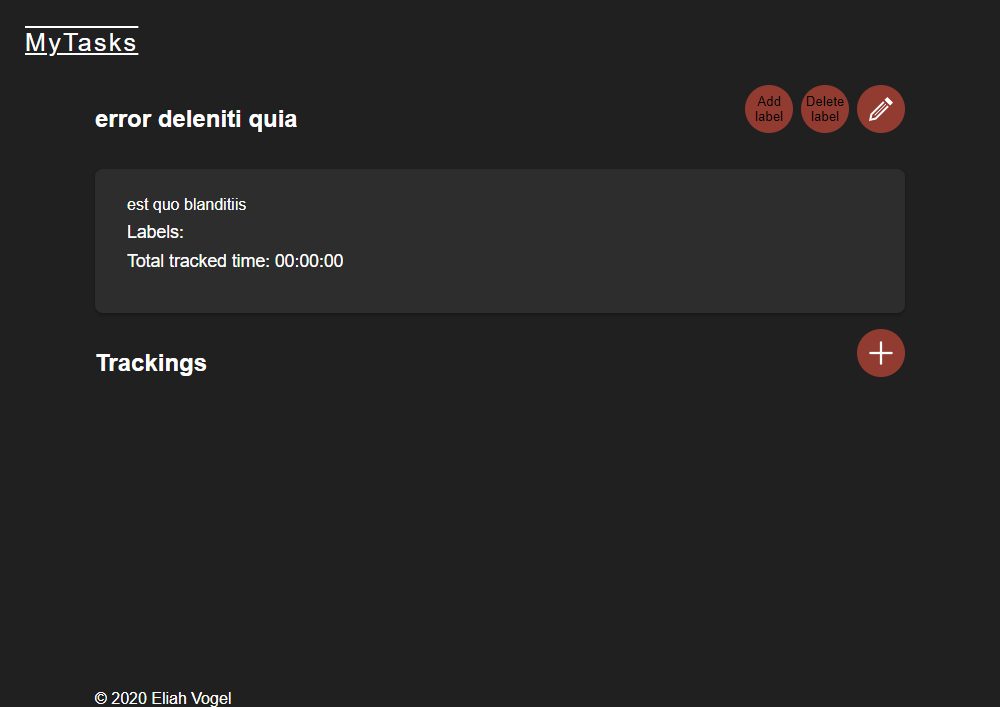 MyTasks
error deleniti quia
Add
label
Delete
label
est quo blanditiis
Labels:
Total tracked time: 00:00:00
Trackings
© 2020 Eliah Vogel